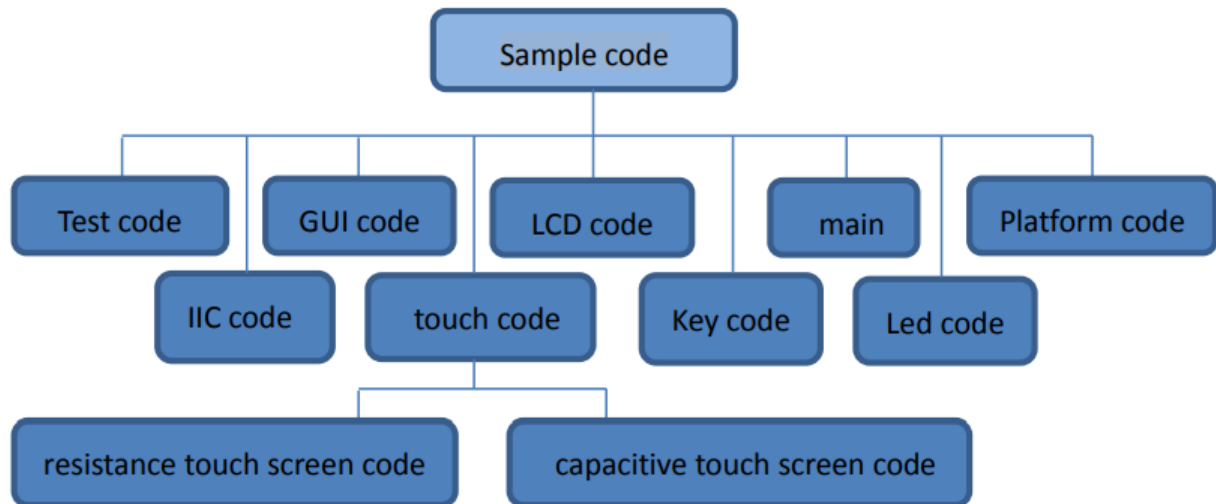 Sample code
Test code
GUI code
LCD code
main
Platform code
IIC code
touch code
Key code
Led code
resistance touch screen code
capacitive touch screen code